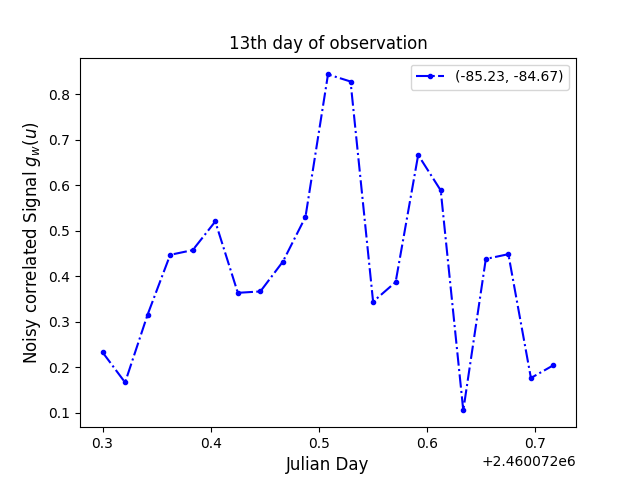 13th day of observation
(-85.23, -84.67)
Noisy correlated Signal g_w(u)
0.8
0.7
0.6
0.5
0.4
0.3
0.2
0.1
0.3 0.4 0.5 0.6 0.7
+2.460072e6
Julian Day